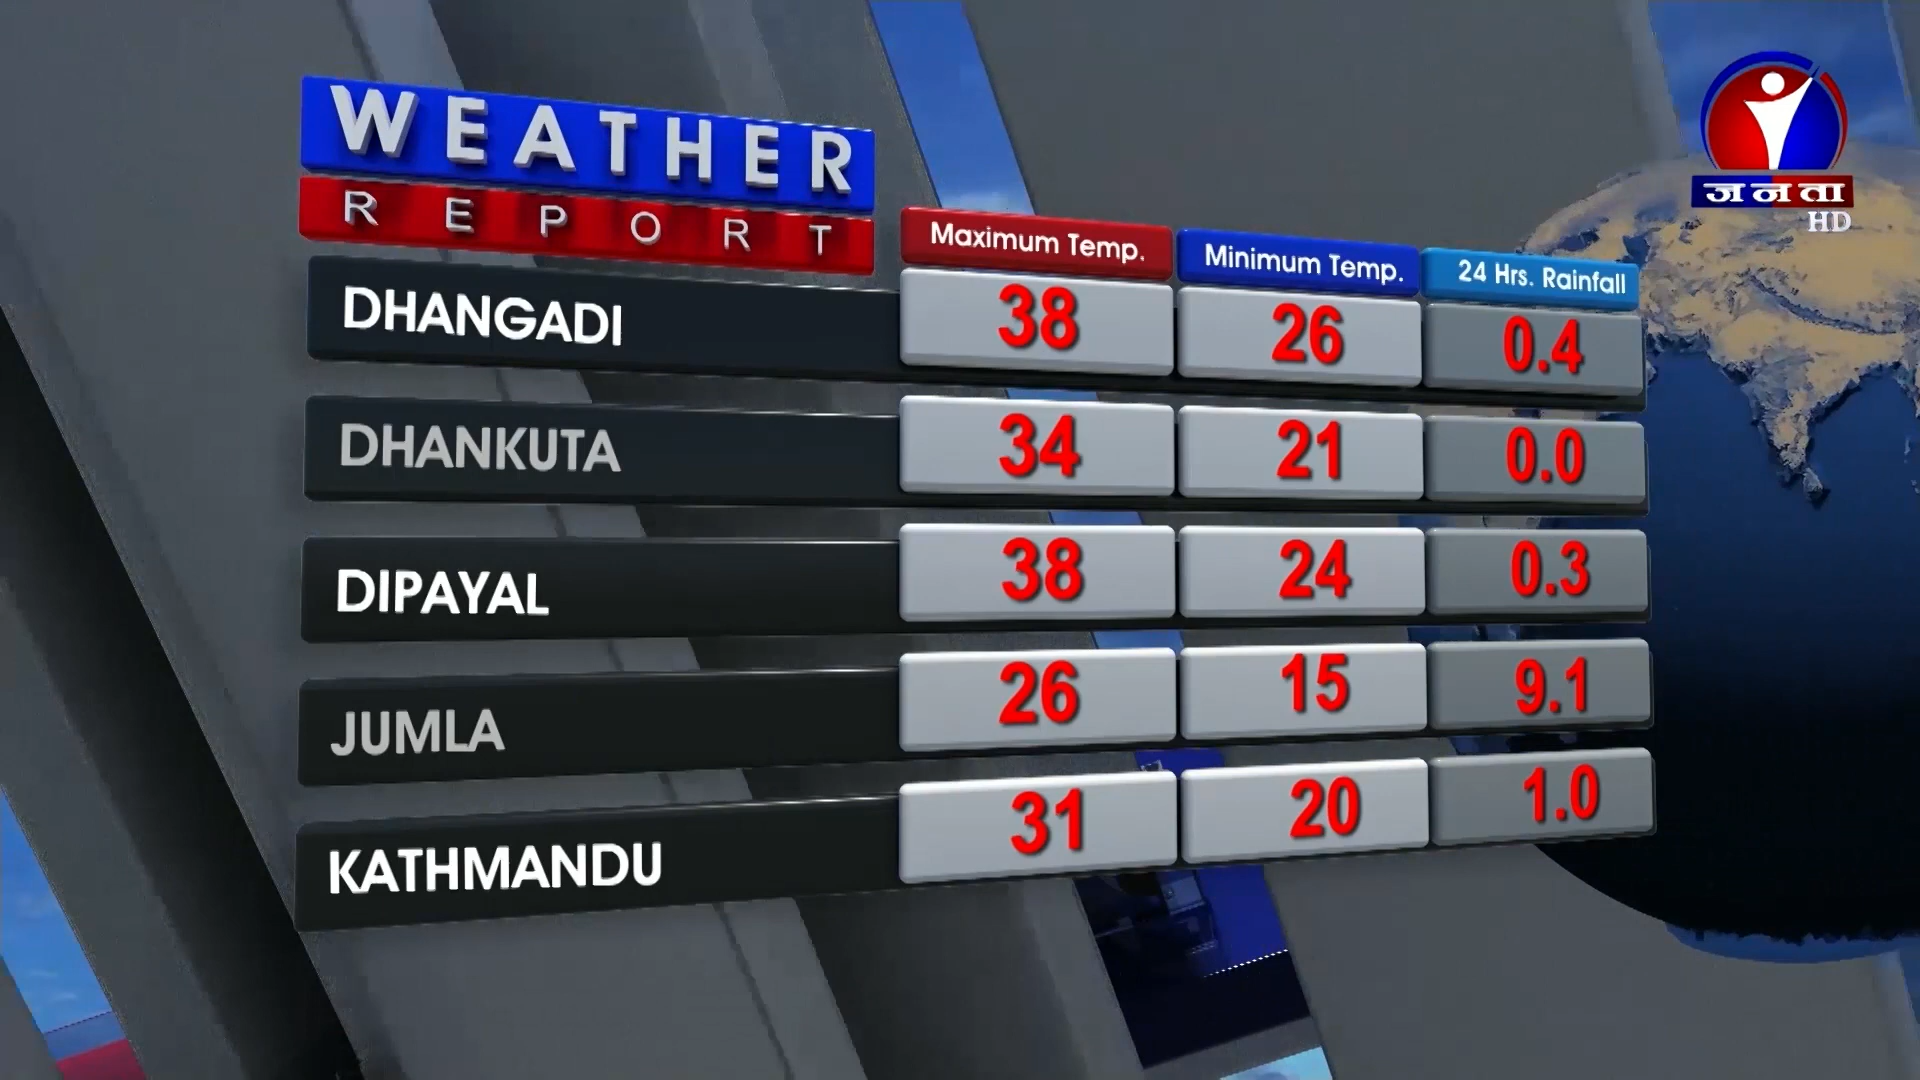 WEATHER
REPORT
जनता
HD
Maximum Temp. Minimum Temp. 24 Hrs. Rainfall
DHANGADI 38 26 0.4
DHANKUTA 34 21 0.0
DIPAYAL 38 24 0.3
JUMLA 26 15 9.1
KATHMANDU 31 20 1.0